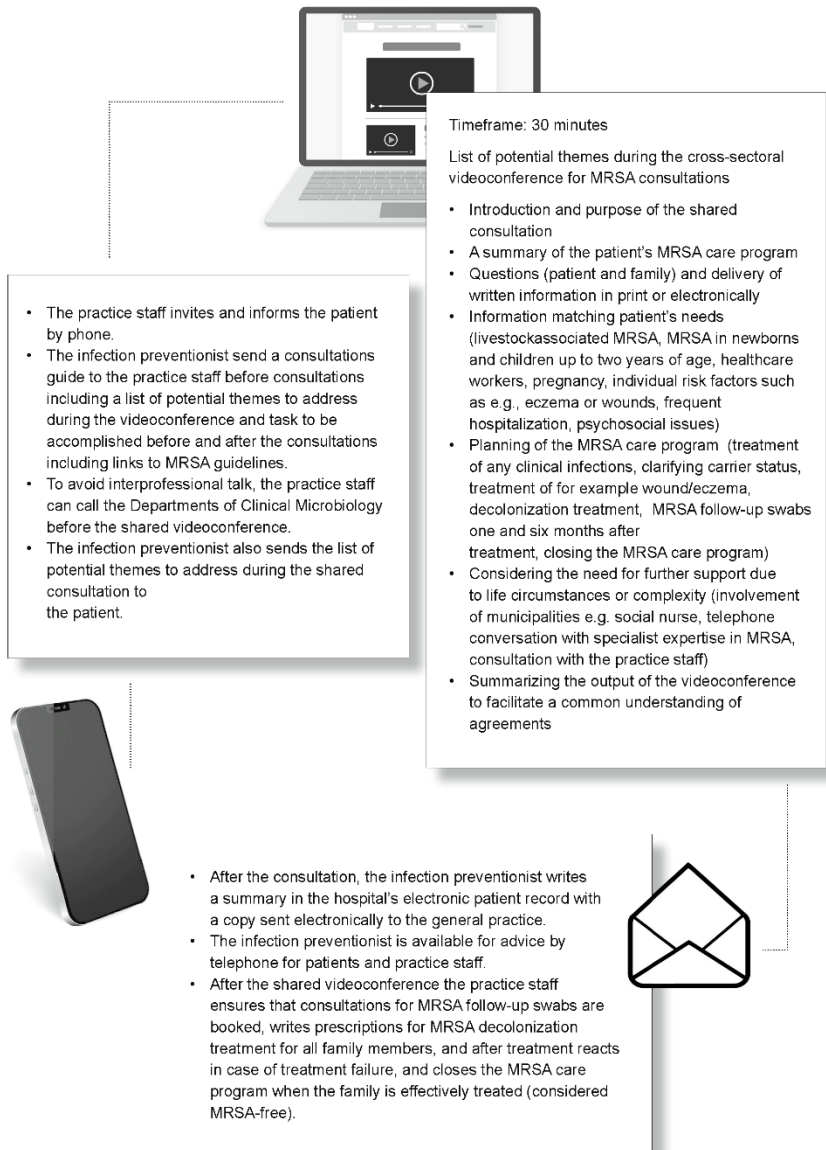 • The practice staff invites and informs the patient
by phone.
• The infection preventionist send a consultations
guide to the practice staff before consultations
including a list of potential themes to address
during the videoconference and task to be
accomplished before and after the consultations
including links to MRSA guidelines.
• To avoid interprofessional talk, the practice staff
can call the Departments of Clinical Microbiology
before the shared videoconference.
• The infection preventionist also sends the list of
potential themes to address during the shared
consultation to
the patient.
Timeframe: 30 minutes
List of potential themes during the cross-sectoral
videoconference for MRSA consultations
• Introduction and purpose of the shared
consultation
• A summary of the patient's MRSA care program
• Questions (patient and family) and delivery of
written information in print or electronically
• Information matching patient's needs
(livestockassociated MRSA, MRSA in newborns
and children up to two years of age, healthcare
workers, pregnancy, individual risk factors such
as e.g., eczema or wounds, frequent
hospitalization, psychosocial issues)
• Planning of the MRSA care program (treatment
of any clinical infections, clarifying carrier status,
treatment of for example wound/eczema,
decolonization treatment, MRSA follow-up swabs
one and six months after
treatment, closing the MRSA care program)
• Considering the need for further support due
to life circumstances or complexity (involvement
of municipalities e.g. social nurse, telephone
conversation with specialist expertise in MRSA,
consultation with the practice staff)
• Summarizing the output of the videoconference
to facilitate a common understanding of
agreements
• After the consultation, the infection preventionist writes
a summary in the hospital's electronic patient record with
a copy sent electronically to the general practice.
• The infection preventionist is available for advice by
telephone for patients and practice staff.
• After the shared videoconference the practice staff
ensures that consultations for MRSA follow-up swabs are
booked, writes prescriptions for MRSA decolonization
treatment for all family members, and after treatment reacts
in case of treatment failure, and closes the MRSA care
program when the family is effectively treated (considered
MRSA-free).